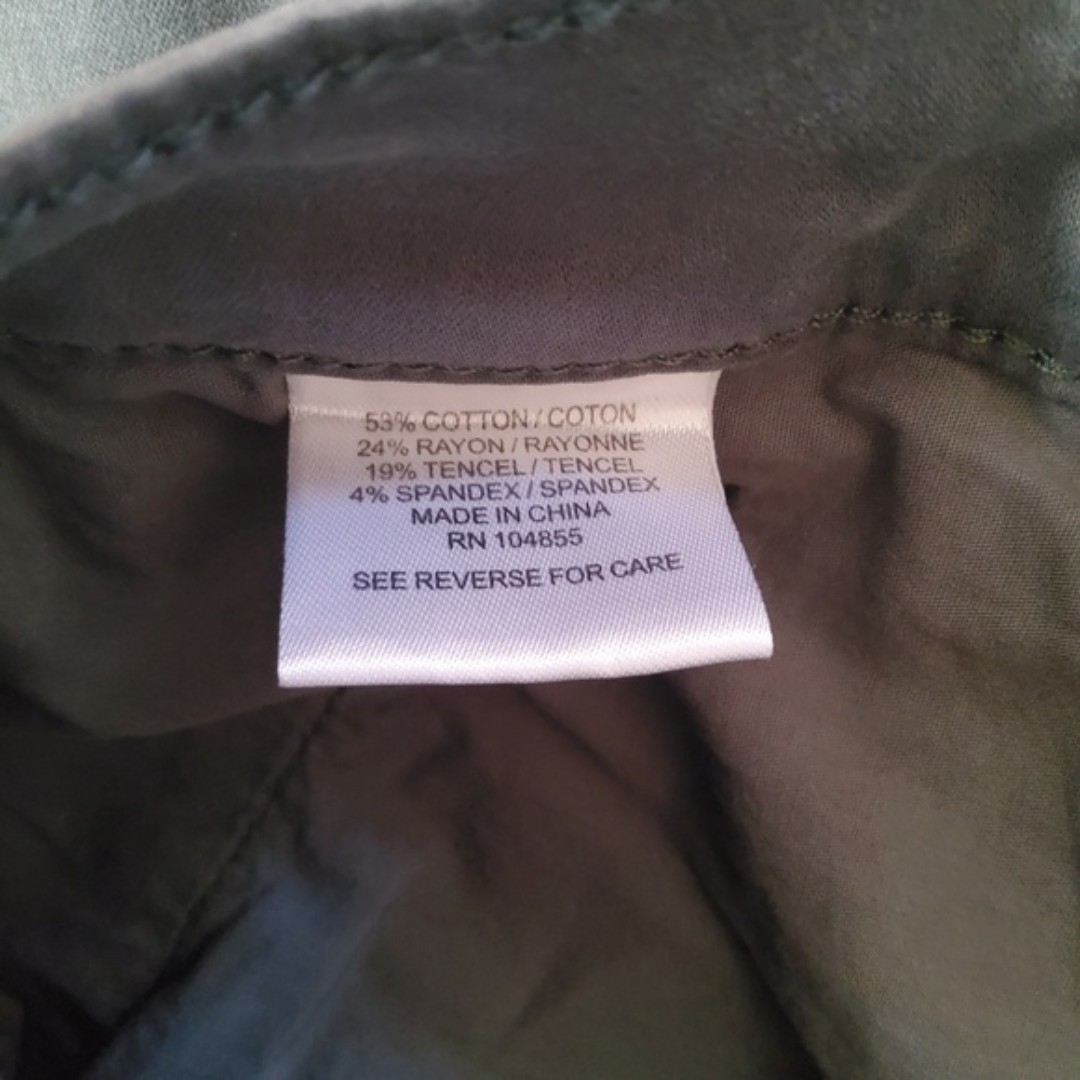 53% COTTON / COTON
24% RAYON / RAYONNE
19% TENCEL / TENCEL
4% SPANDEX / SPANDEX
MADE IN CHINA
RN 104855
SEE REVERSE FOR CARE